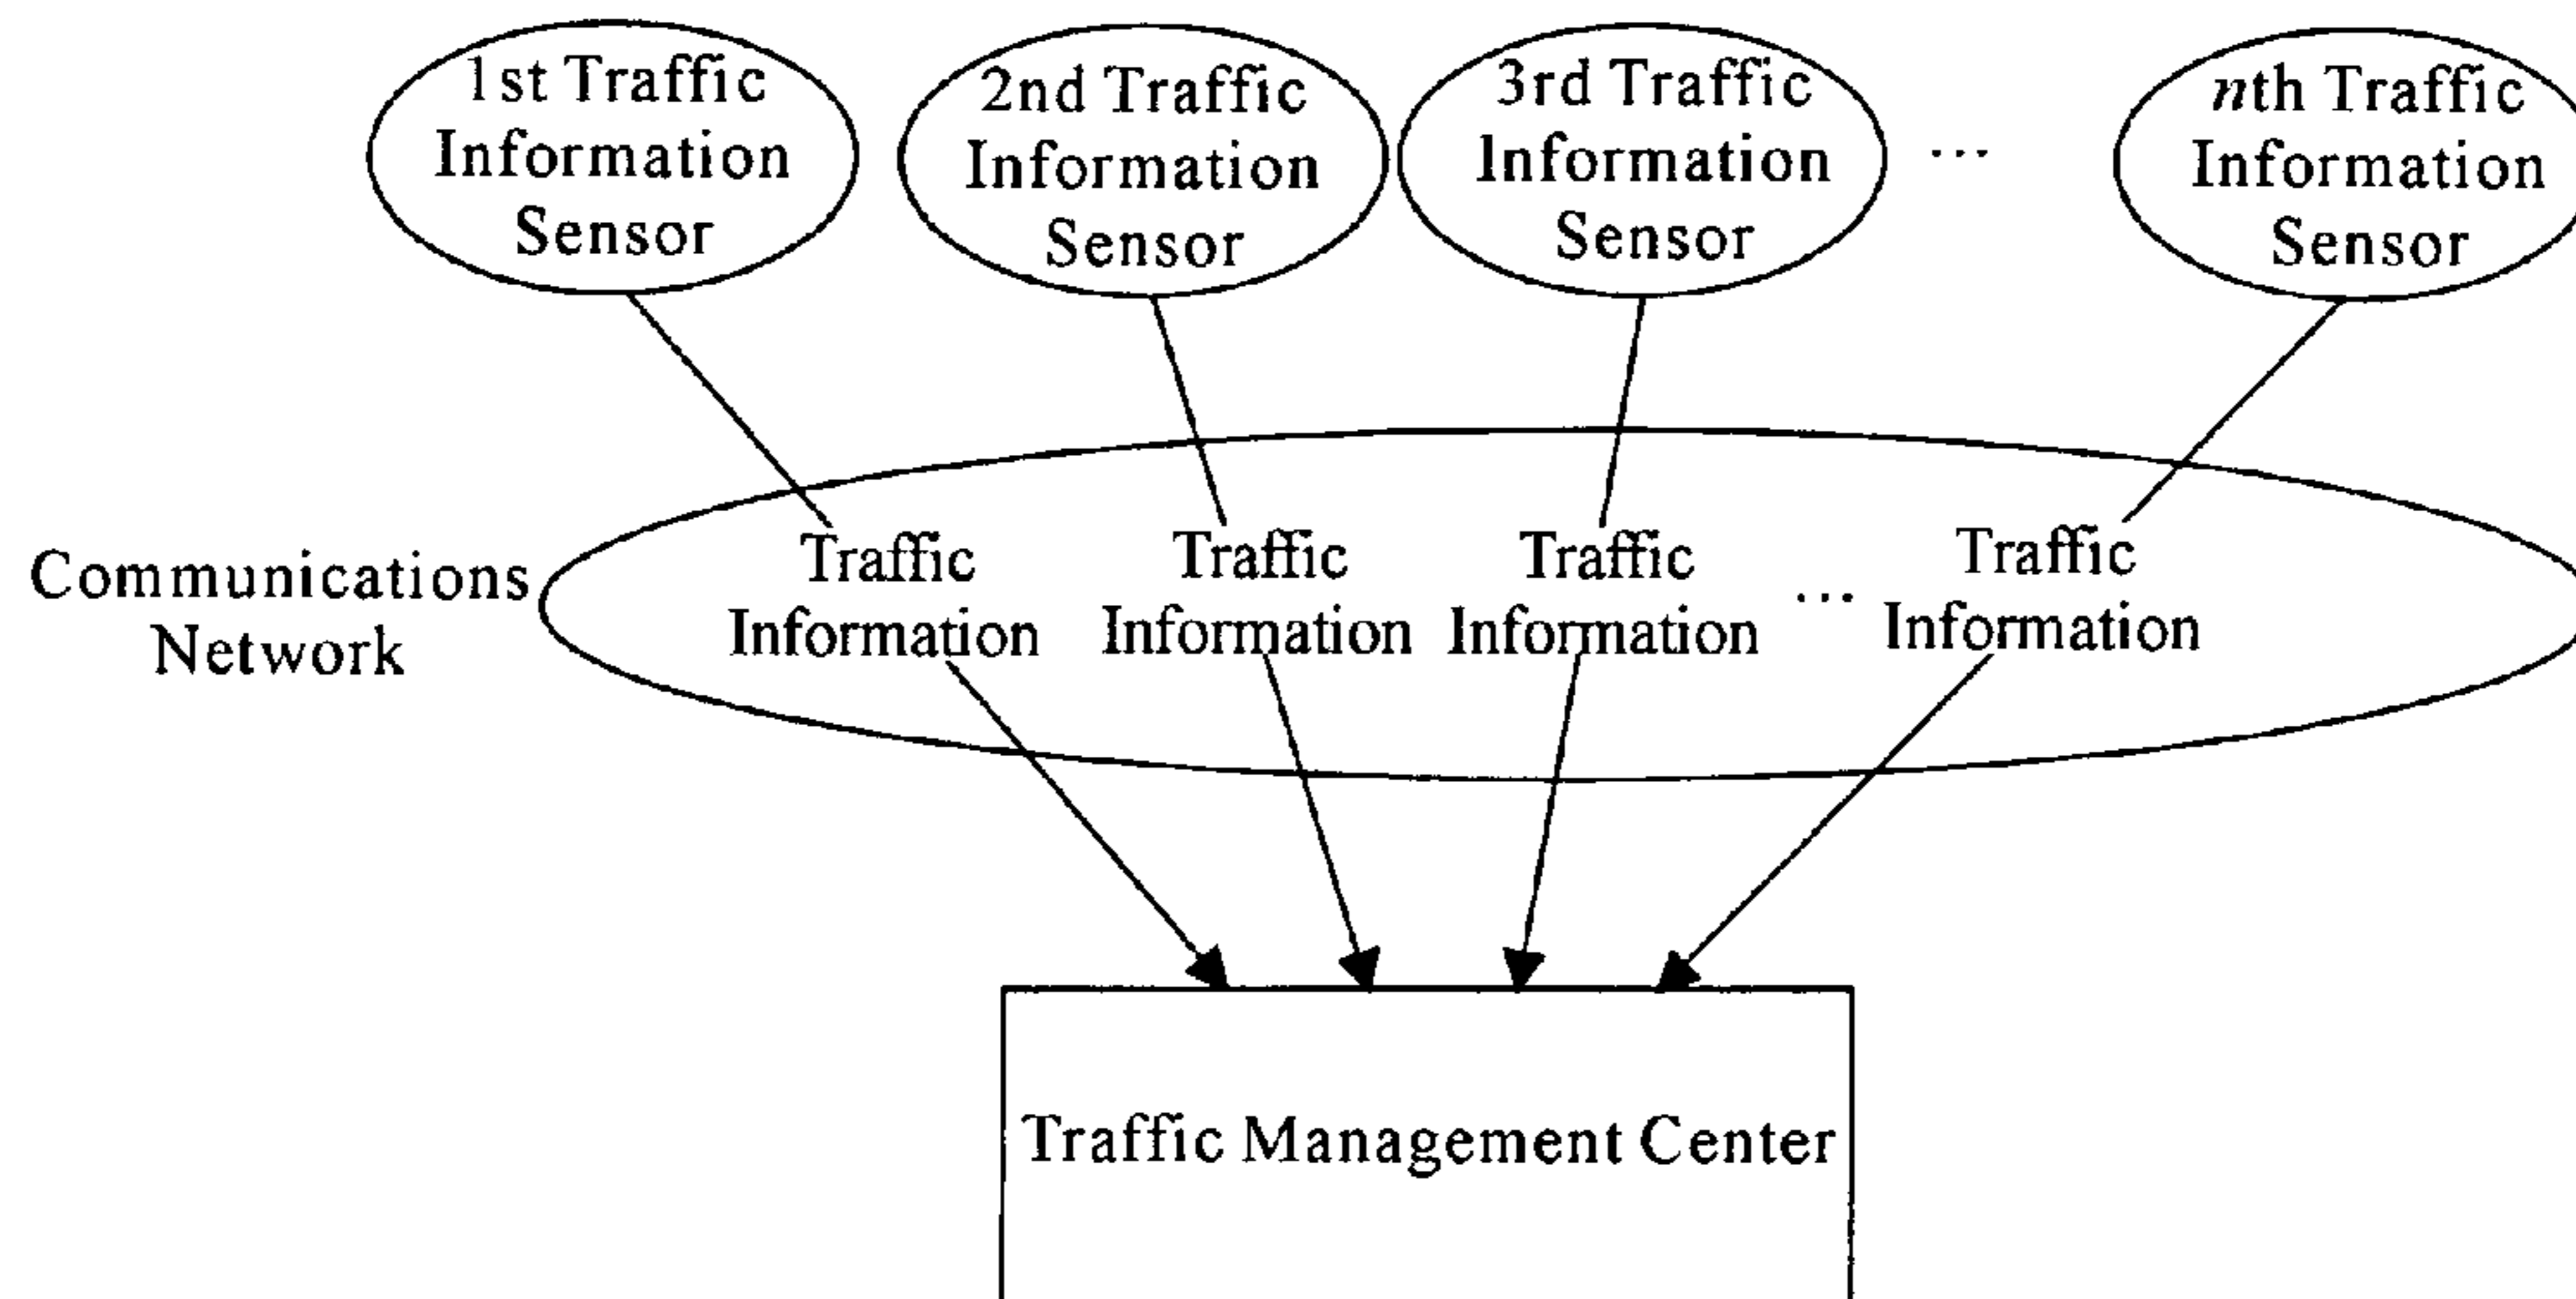 1st Traffic
Information
Sensor
2nd Traffic
Information
Sensor
3rd Traffic
Information
Sensor
...
nth Traffic
Information
Sensor
Communications
Network
Traffic
Information
Traffic
Information
Traffic
Information
...
Traffic
Information
Traffic Management Center